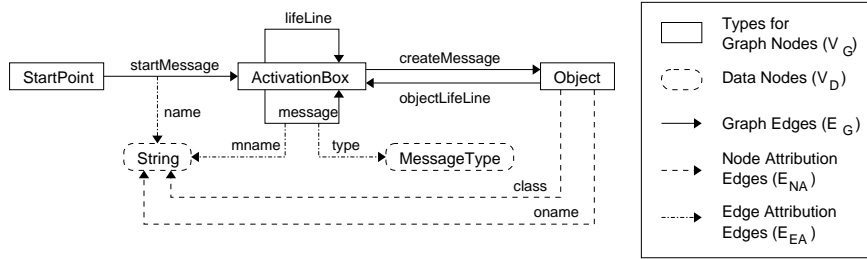 lifeLine
startMessage
createMessage
StartPoint
ActivationBox
Object
objectLifeLine
name
message
mname
type
String
MessageType
class
oname
Types for
Graph Nodes (V_G)
Data Nodes (V_D)
Graph Edges (E_G)
Node Attribution
Edges (E_NA)
Edge Attribution
Edges (E_EA)